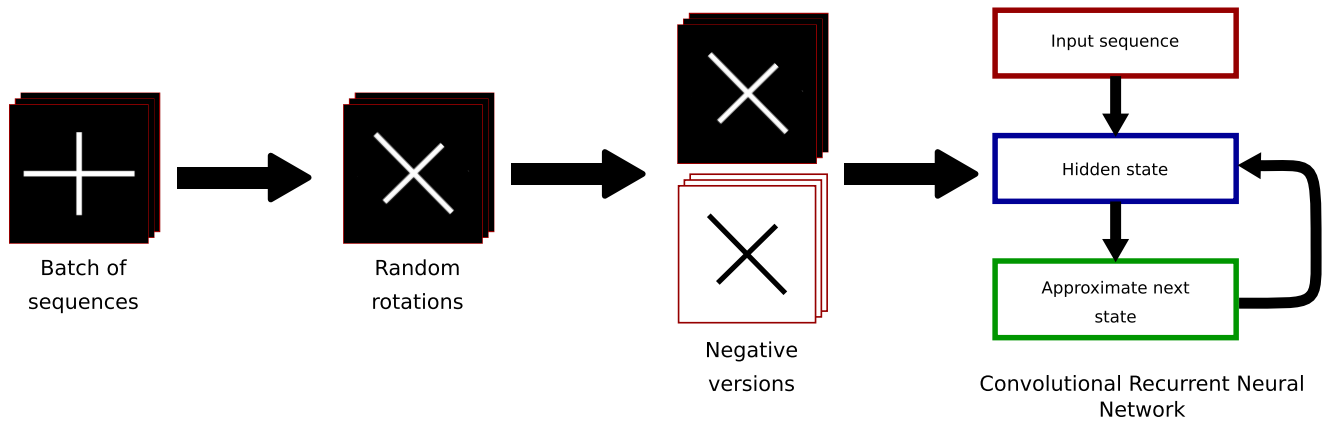 Batch of
sequences
Random
rotations
Negative
versions
Input sequence
Hidden state
Approximate next
state
Convolutional Recurrent Neural
Network